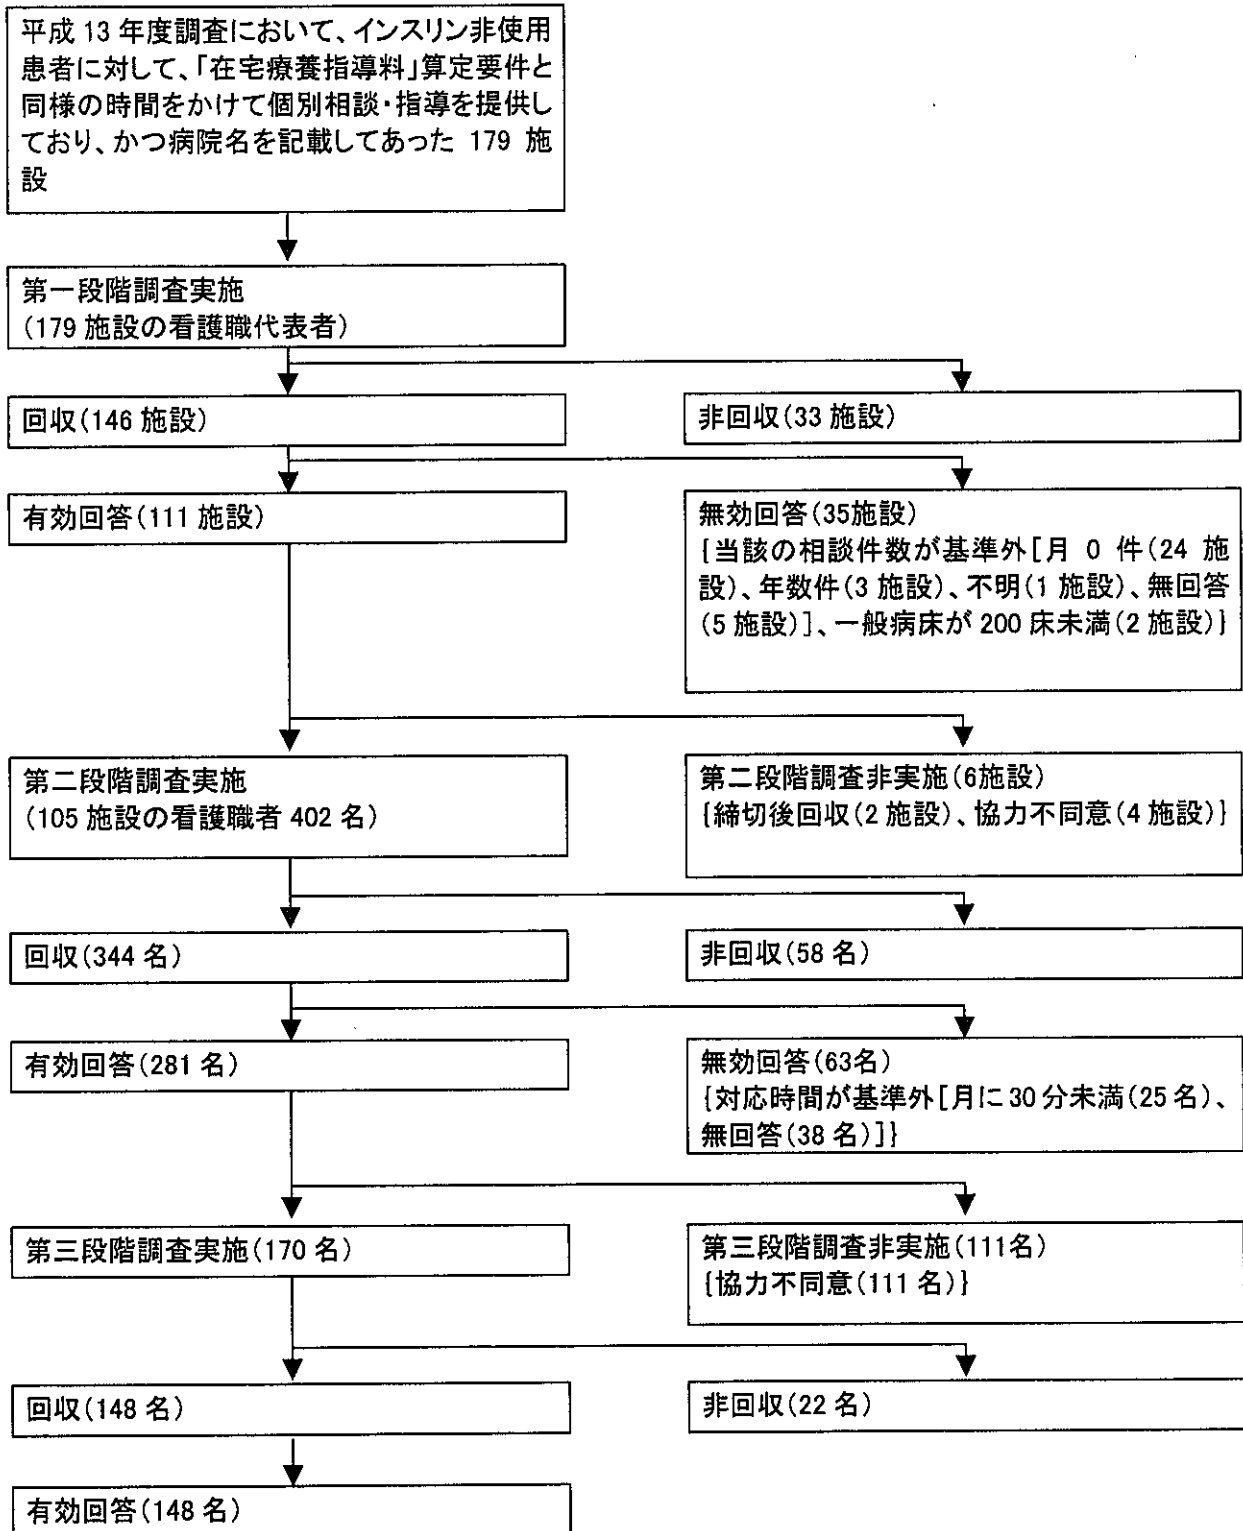 平成 13 年度調査において、インスリン非使用
患者に対して、「在宅療養指導料」算定要件と
同様の時間をかけて個別相談・指導を提供し
ており、かつ病院名を記載してあった 179 施
設
第一段階調査実施
(179 施設の看護職代表者)
回収(146 施設)
非回収(33 施設)
有効回答(111 施設)
無効回答(35施設)
{当該の相談件数が基準外[月 0 件(24 施
設)、年数件(3 施設)、不明(1 施設)、無回答
(5 施設)]、一般病床が 200 床未満(2 施設)}
第二段階調査実施
(105 施設の看護職者 402 名)
第二段階調査非実施(6施設)
{締切後回収(2 施設)、協力不同意(4 施設)}
回収(344 名)
非回収(58 名)
有効回答(281 名)
無効回答(63名)
{対応時間が基準外[月に 30 分未満(25 名)、
無回答(38 名)]}
第三段階調査実施(170 名)
第三段階調査非実施(111名)
{協力不同意(111 名)}
回収(148 名)
非回収(22 名)
有効回答(148 名)